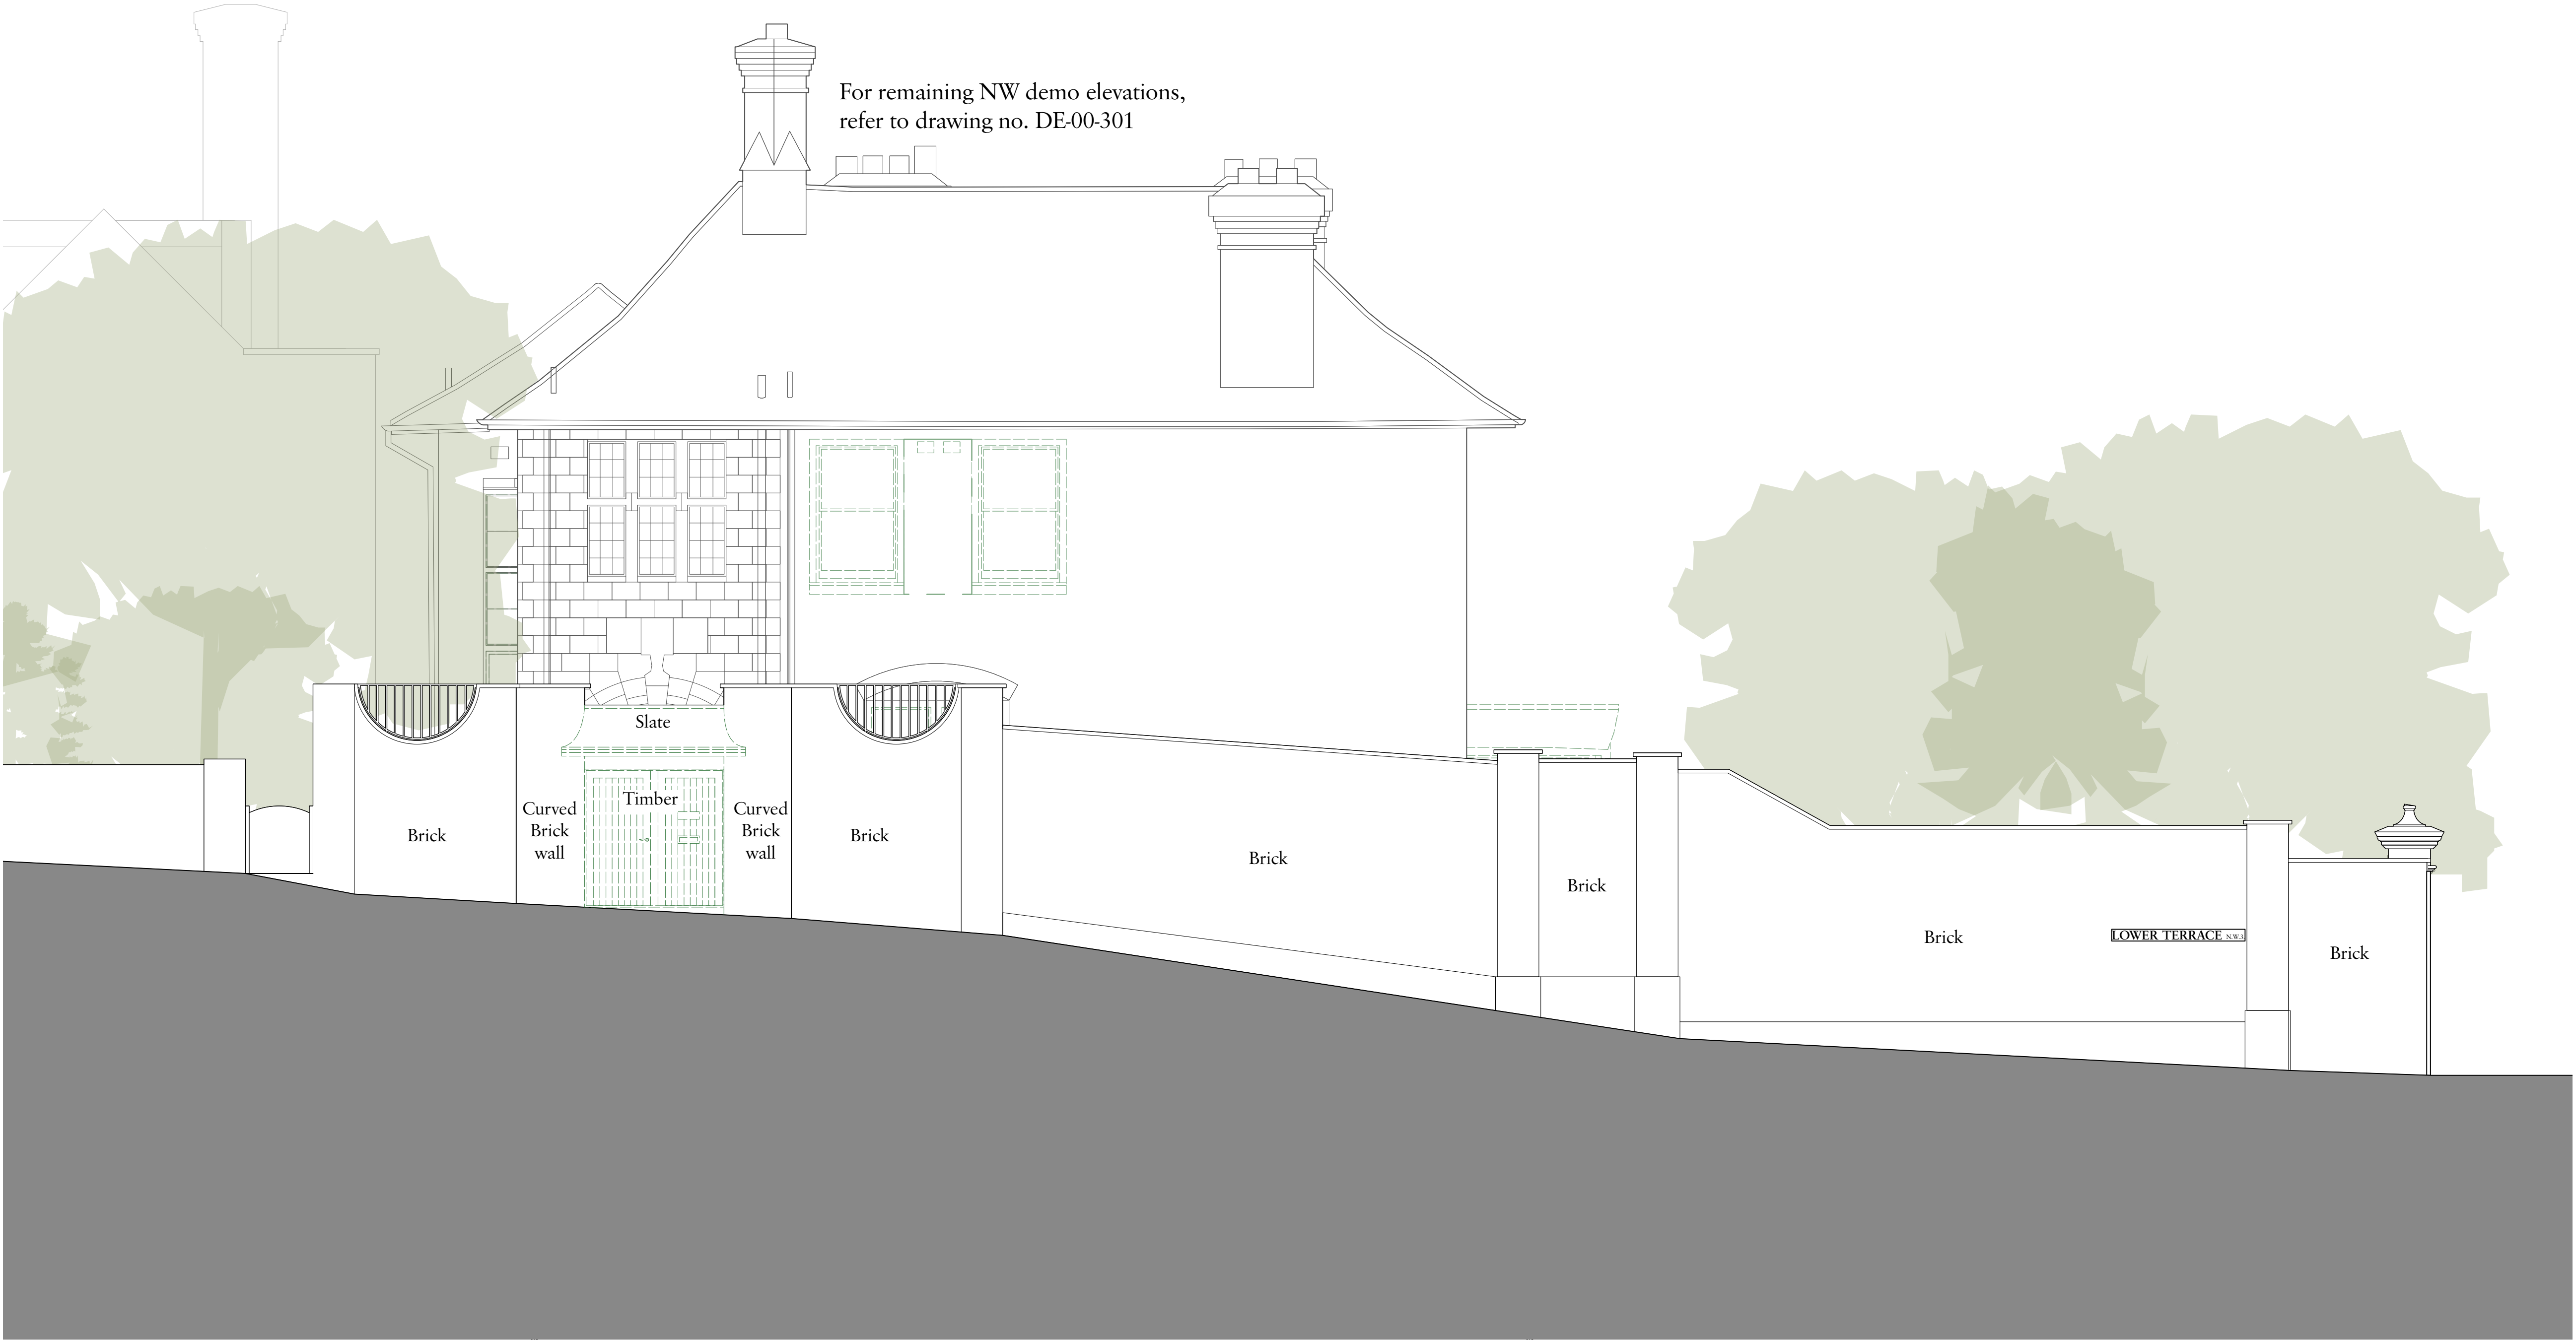 For remaining NW demo elevations,
refer to drawing no. DE-00-301
Slate
Timber
Curved
Brick
wall
Curved
Brick
wall
Brick
Brick
Brick
Brick
Brick
LOWER TERRACE N.W.3
Brick